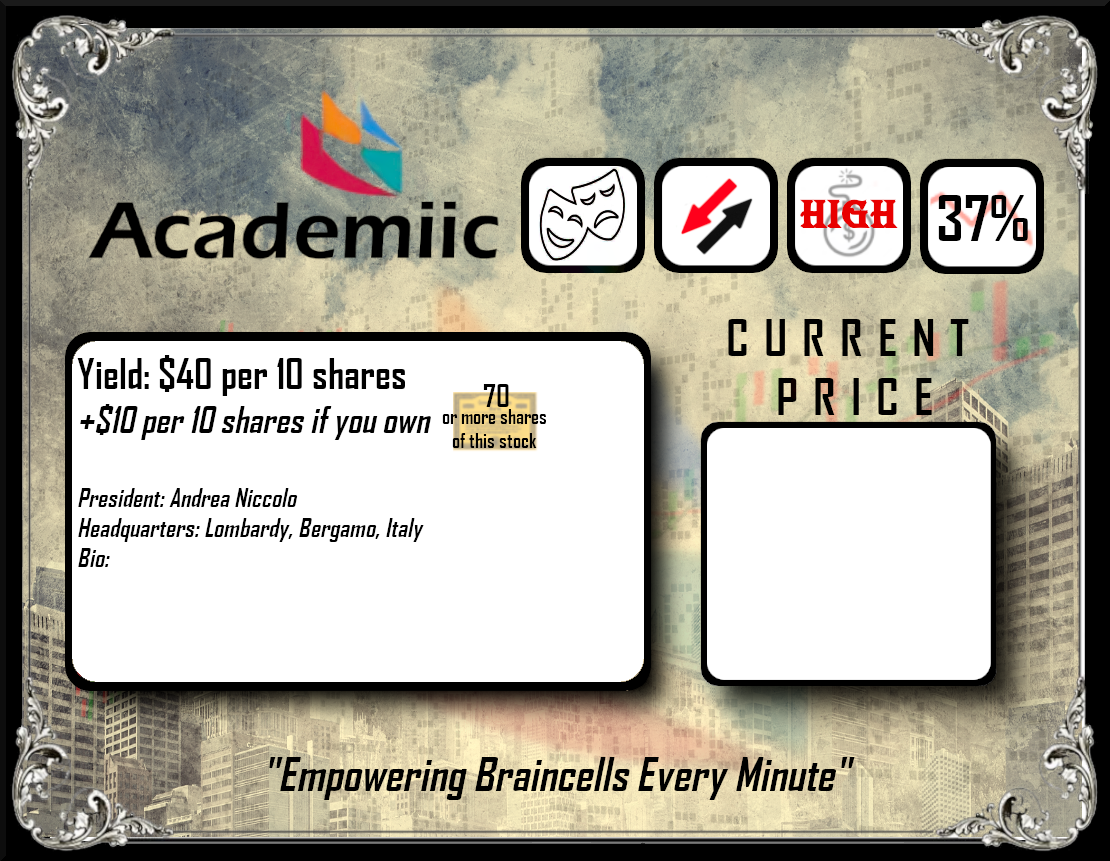 Academiic
HIGH
37%
CURRENT
PRICE
Yield: $40 per 10 shares
+$10 per 10 shares if you own
70
or more shares
of this stock
President: Andrea Niccolo
Headquarters: Lombardy, Bergamo, Italy
Bio:
"Empowering Braincells Every Minute"